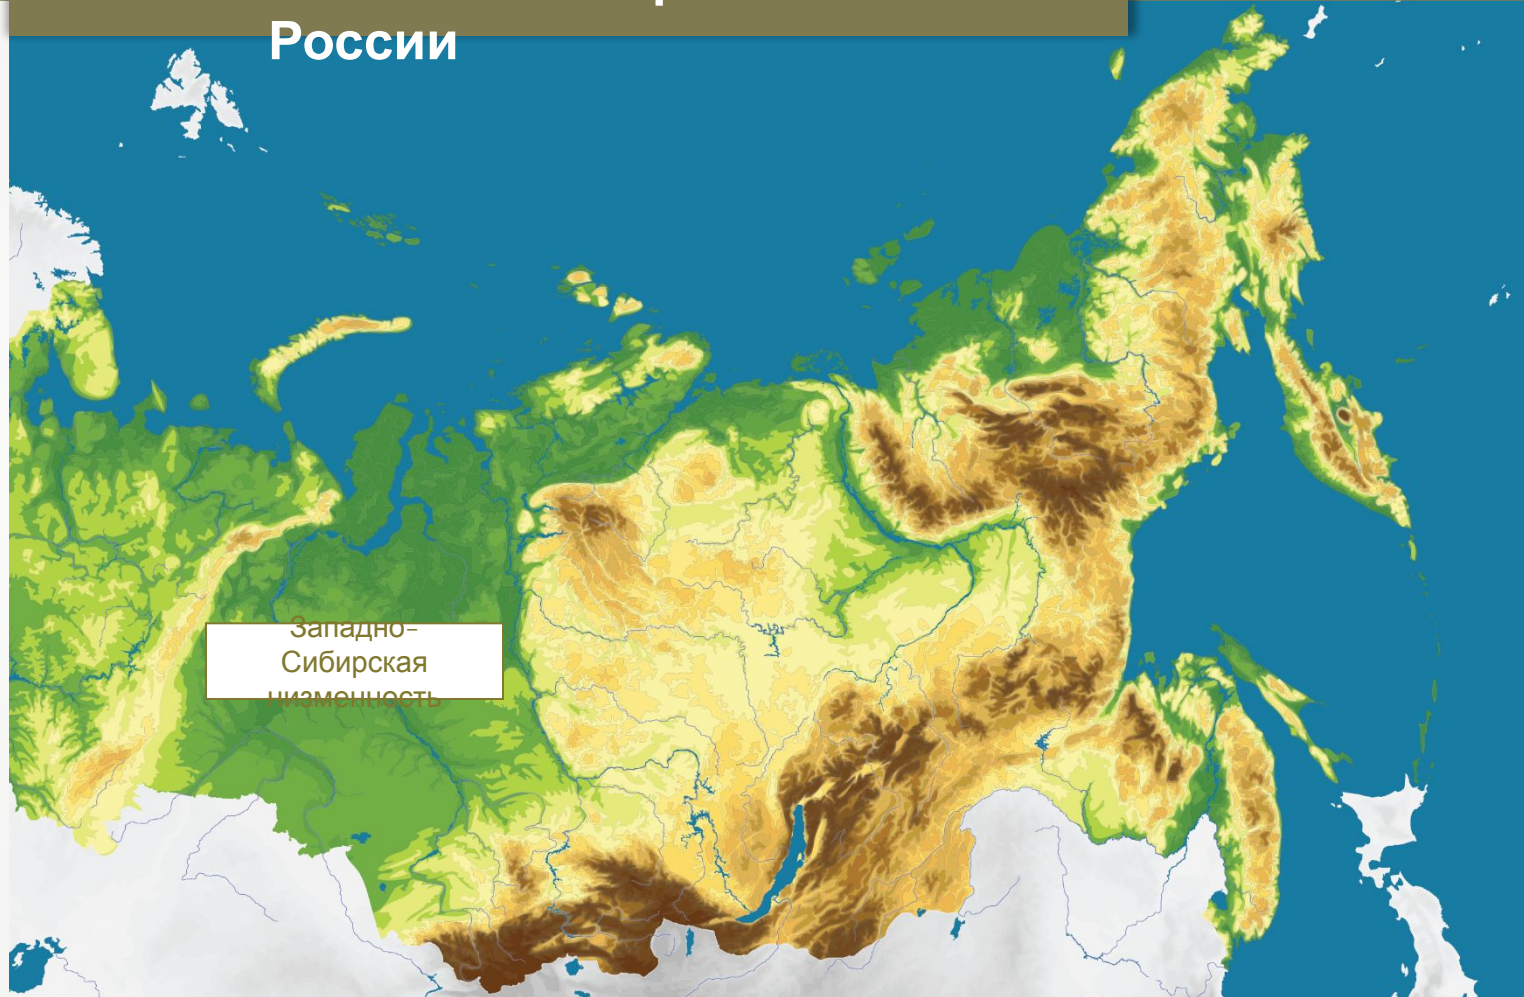 России
Западно-
Сибирская
низменность